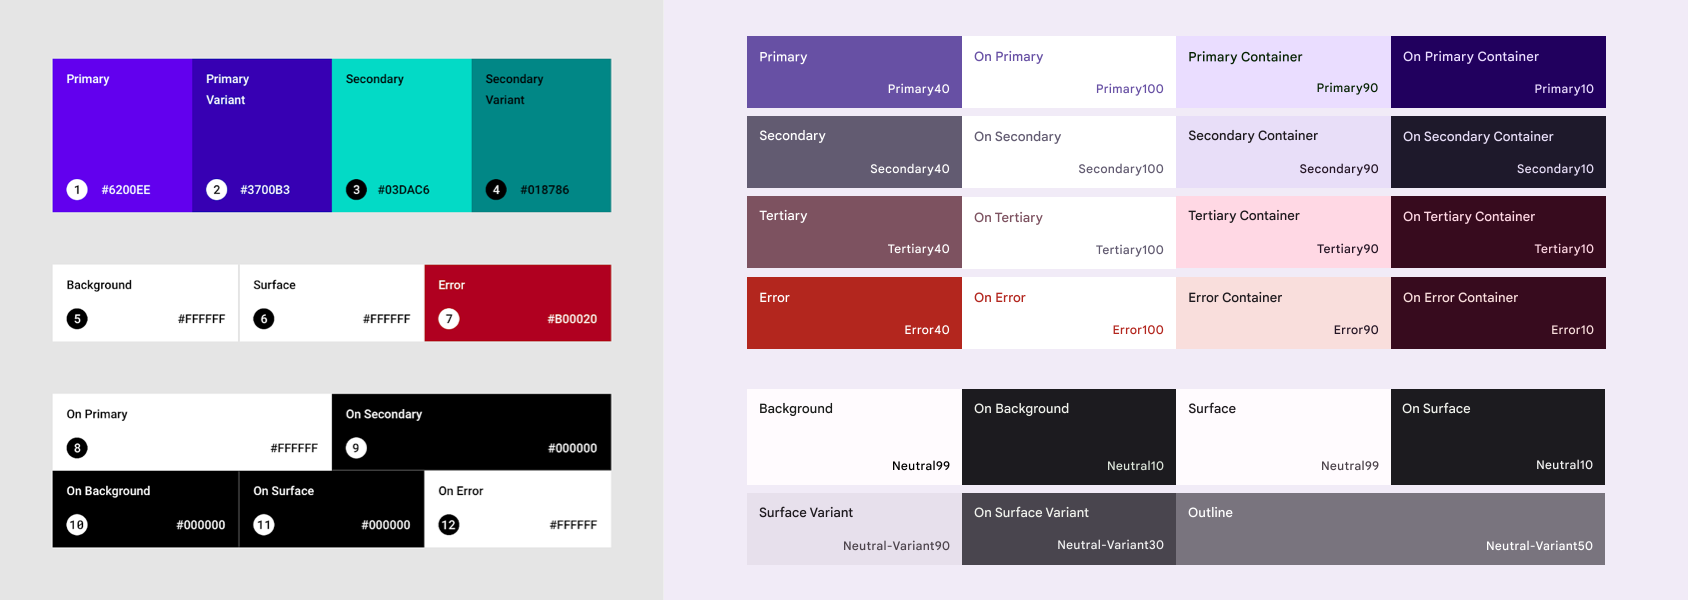 Primary
Primary
Variant
Secondary
Secondary
Variant
1 #6200EE
2 #3700B3
3 #03DAC6
4 #018786
Background
Surface
Error
5 #FFFFFF
6 #FFFFFF
7 #B00020
On Primary
On Secondary
8 #FFFFFF
9 #000000
On Background
On Surface
On Error
10 #000000
11 #000000
12 #FFFFFF
Primary
Primary40
On Primary
Primary100
Primary Container
Primary90
On Primary Container
Primary10
Secondary
Secondary40
On Secondary
Secondary100
Secondary Container
Secondary90
On Secondary Container
Secondary10
Tertiary
Tertiary40
On Tertiary
Tertiary100
Tertiary Container
Tertiary90
On Tertiary Container
Tertiary10
Error
Error40
On Error
Error100
Error Container
Error90
On Error Container
Error10
Background
Neutral99
On Background
Neutral10
Surface
Neutral99
On Surface
Neutral10
Surface Variant
Neutral-Variant90
On Surface Variant
Neutral-Variant30
Outline
Neutral-Variant50